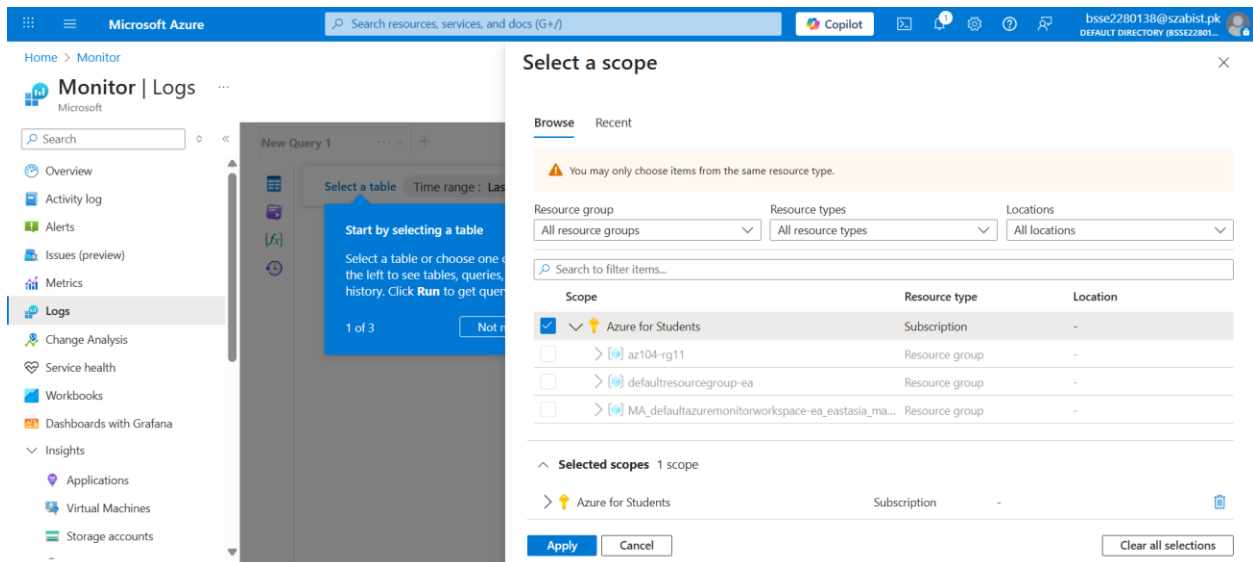 Microsoft Azure
Search resources, services, and docs (G+/)
Copilot
1
bsse2280138@szabist.pk
DEFAULT DIRECTORY (BSSE22801...
Home > Monitor
Monitor | Logs ...
Microsoft
Search
Overview
Activity log
Alerts
Issues (preview)
Metrics
Logs
Change Analysis
Service health
Workbooks
Dashboards with Grafana
Insights
Applications
Virtual Machines
Storage accounts
New Query 1 ...
Select a table Time range : Las
{fx}
Start by selecting a table
Select a table or choose one o
the left to see tables, queries,
history. Click Run to get quer
1 of 3
Not n
Select a scope
Browse Recent
You may only choose items from the same resource type.
Resource group Resource types Locations
All resource groups All resource types All locations
Search to filter items...
Scope Resource type Location
Azure for Students Subscription -
az104-rg11 Resource group -
defaultresourcegroup-ea Resource group -
MA_defaultazuremonitorworkspace-ea_eastasia_ma... Resource group -
Selected scopes 1 scope
Azure for Students Subscription -
Apply Cancel Clear all selections